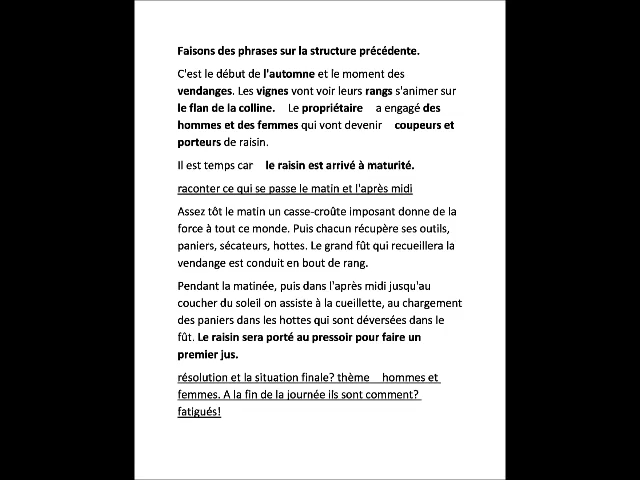 Faisons des phrases sur la structure précédente.
C'est le début de l'automne et le moment des
vendanges. Les vignes vont voir leurs rangs s'animer sur
le flan de la colline. Le propriétaire a engagé des
hommes et des femmes qui vont devenir coupeurs et
porteurs de raisin.
Il est temps car le raisin est arrivé à maturité.
raconter ce qui se passe le matin et l'après midi
Assez tôt le matin un casse-croûte imposant donne de la
force à tout ce monde. Puis chacun récupère ses outils,
paniers, sécateurs, hottes. Le grand fût qui recueillera la
vendange est conduit en bout de rang.
Pendant la matinée, puis dans l'après midi jusqu'au
coucher du soleil on assiste à la cueillette, au chargement
des paniers dans les hottes qui sont déversées dans le
fût. Le raisin sera porté au pressoir pour faire un
premier jus.
résolution et la situation finale? thème hommes et
femmes. A la fin de la journée ils sont comment?
fatigués!